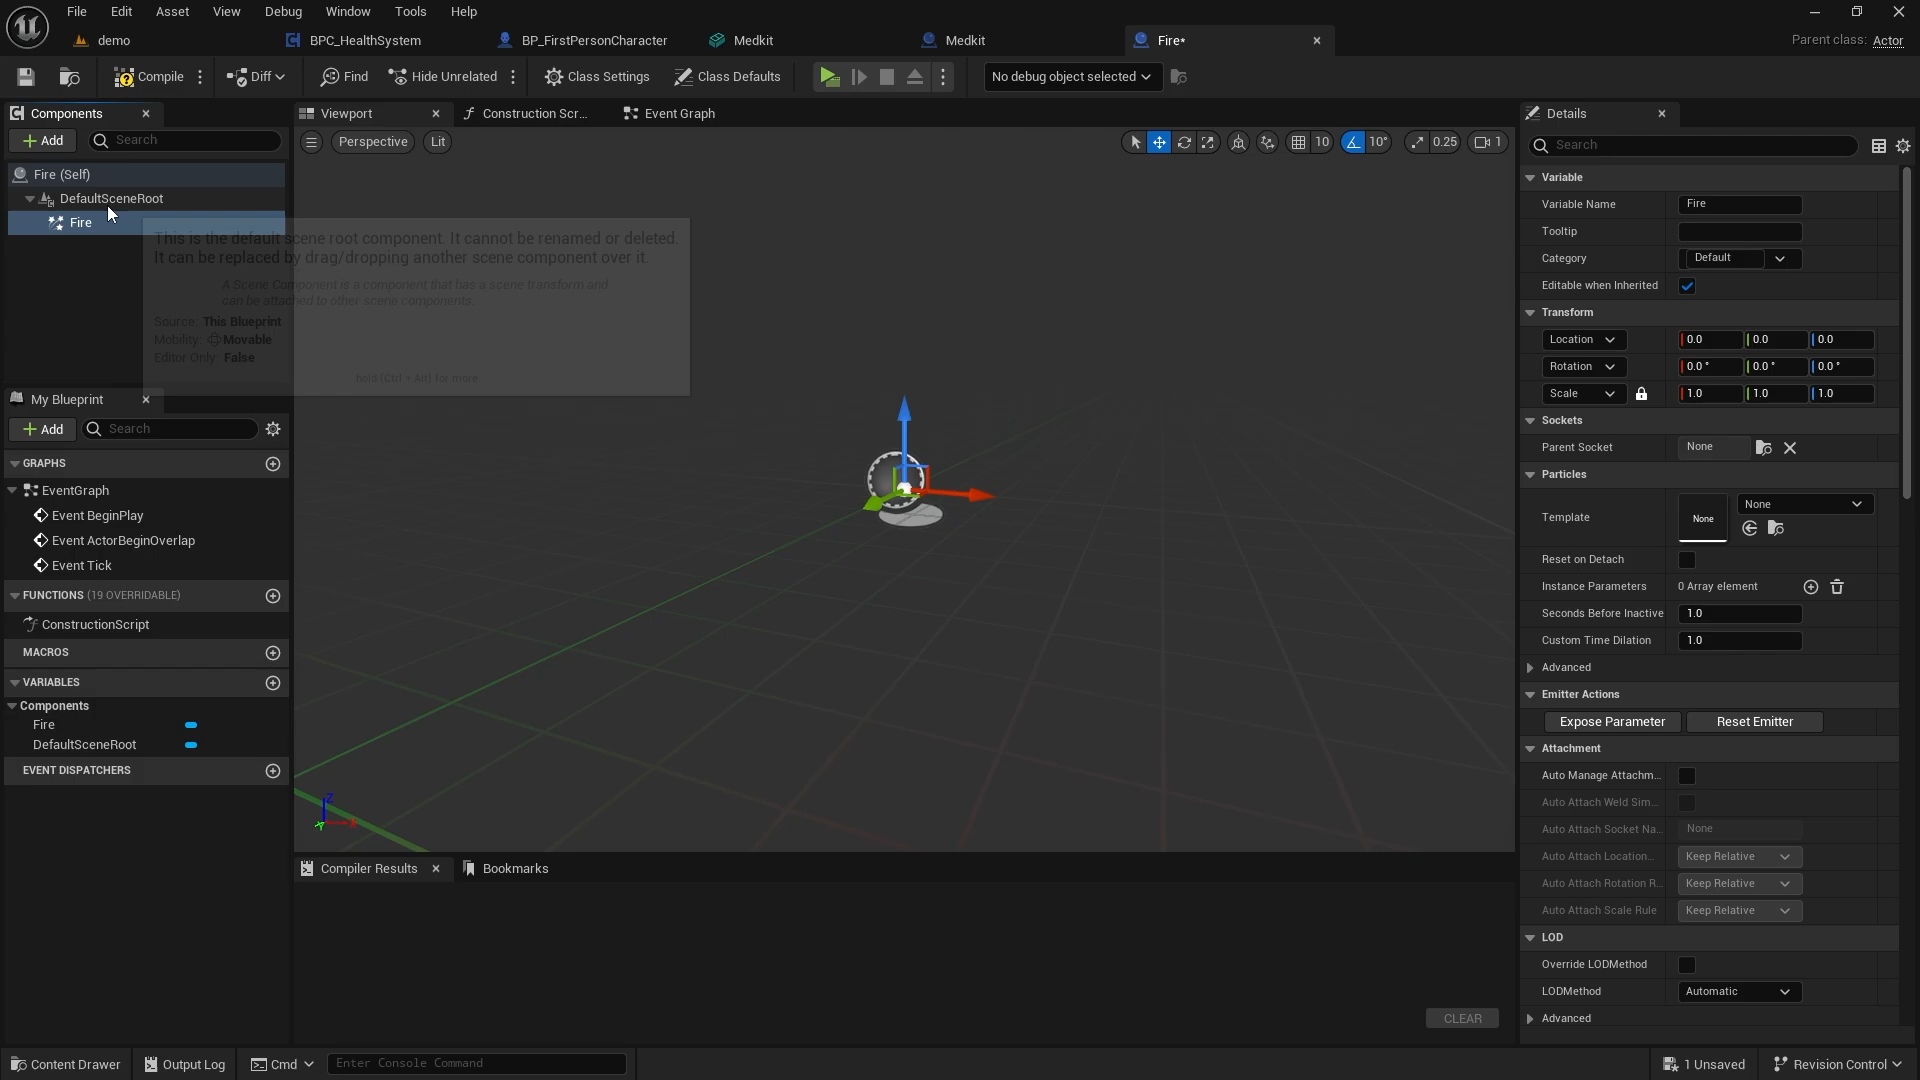 File Edit Asset View Debug Window Tools Help
demo BPC_HealthSystem BP_FirstPersonCharacter Medkit Medkit Fire* Parent class: Actor
Compile Diff Find Hide Unrelated Class Settings Class Defaults No debug object selected
Components
Add Search
Fire (Self)
DefaultSceneRoot
Fire
This is the default scene root component. It cannot be renamed or deleted.
It can be replaced by drag/dropping another scene component over it.
A Scene Component is a component that has a scene transform and
can be attached to other scene components.
Source: This Blueprint
Mobility: Movable
Editor Only: False
hold (Ctrl + Alt) for more
My Blueprint
Add Search
GRAPHS
EventGraph
Event BeginPlay
Event ActorBeginOverlap
Event Tick
FUNCTIONS (19 OVERRIDABLE)
ConstructionScript
MACROS
VARIABLES
Components
Fire
DefaultSceneRoot
EVENT DISPATCHERS
Viewport Construction Scr... Event Graph
Perspective Lit 10 10° 0.25 1
Z
Y X
Compiler Results Bookmarks
CLEAR
Details
Search
Variable
Variable Name Fire
Tooltip
Category Default
Editable when Inherited
Transform
Location 0.0 0.0 0.0
Rotation 0.0 ° 0.0 ° 0.0 °
Scale 1.0 1.0 1.0
Sockets
Parent Socket None
Particles
Template None None
Reset on Detach
Instance Parameters 0 Array element
Seconds Before Inactive 1.0
Custom Time Dilation 1.0
Advanced
Emitter Actions
Expose Parameter Reset Emitter
Attachment
Auto Manage Attachm...
Auto Attach Weld Sim...
Auto Attach Socket Na... None
Auto Attach Location... Keep Relative
Auto Attach Rotation R... Keep Relative
Auto Attach Scale Rule Keep Relative
LOD
Override LODMethod
LODMethod Automatic
Advanced
Content Drawer Output Log Cmd Enter Console Command 1 Unsaved Revision Control